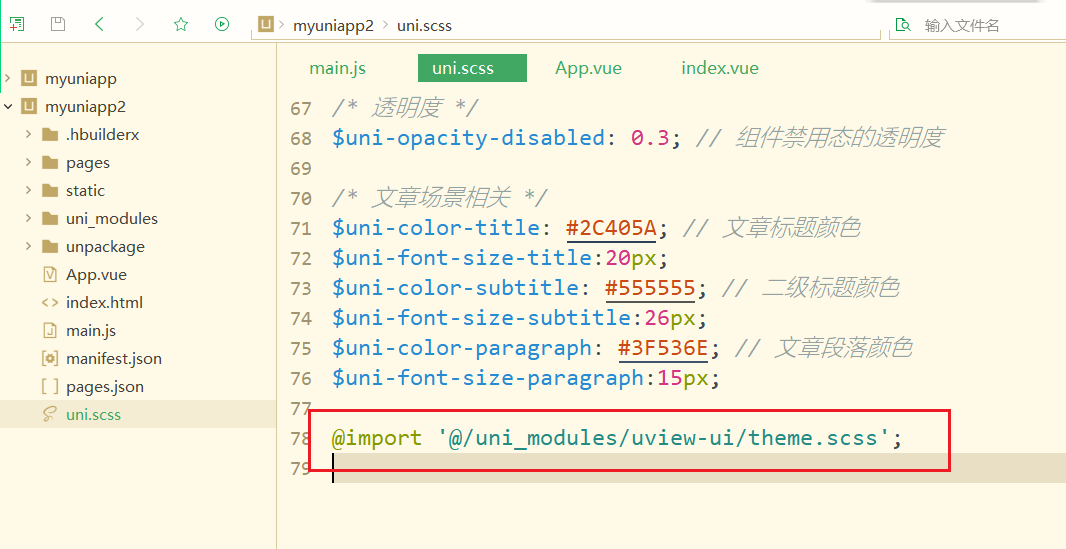 myuniapp2
uni.scss
输入文件名
myuniapp
myuniapp2
.hbuilderx
pages
static
uni_modules
unpackage
App.vue
index.html
main.js
manifest.json
pages.json
uni.scss
main.js
uni.scss
App.vue
index.vue
67 /* 透明度 */
68 $uni-opacity-disabled: 0.3; // 组件禁用态的透明度
69
70 /* 文章场景相关 */
71 $uni-color-title: #2C405A; // 文章标题颜色
72 $uni-font-size-title:20px;
73 $uni-color-subtitle: #555555; // 二级标题颜色
74 $uni-font-size-subtitle:26px;
75 $uni-color-paragraph: #3F536E; // 文章段落颜色
76 $uni-font-size-paragraph:15px;
77
78 @import '@/uni_modules/uview-ui/theme.scss';
79